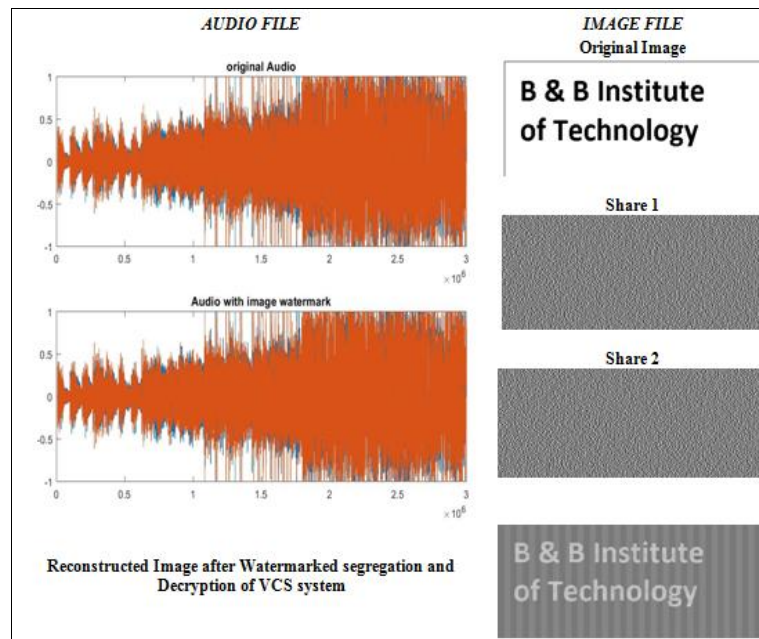 AUDIO FILE
original Audio
1
0.5
0
-0.5
-1
0 0.5 1 1.5 2 2.5 3
×10⁶
Audio with image watermark
1
0.5
0
-0.5
-1
0 0.5 1 1.5 2 2.5 3
×10⁶
IMAGE FILE
Original Image
B & B Institute
of Technology
Share 1
Share 2
Reconstructed Image after Watermarked segregation and
Decryption of VCS system
B & B Institute
of Technology